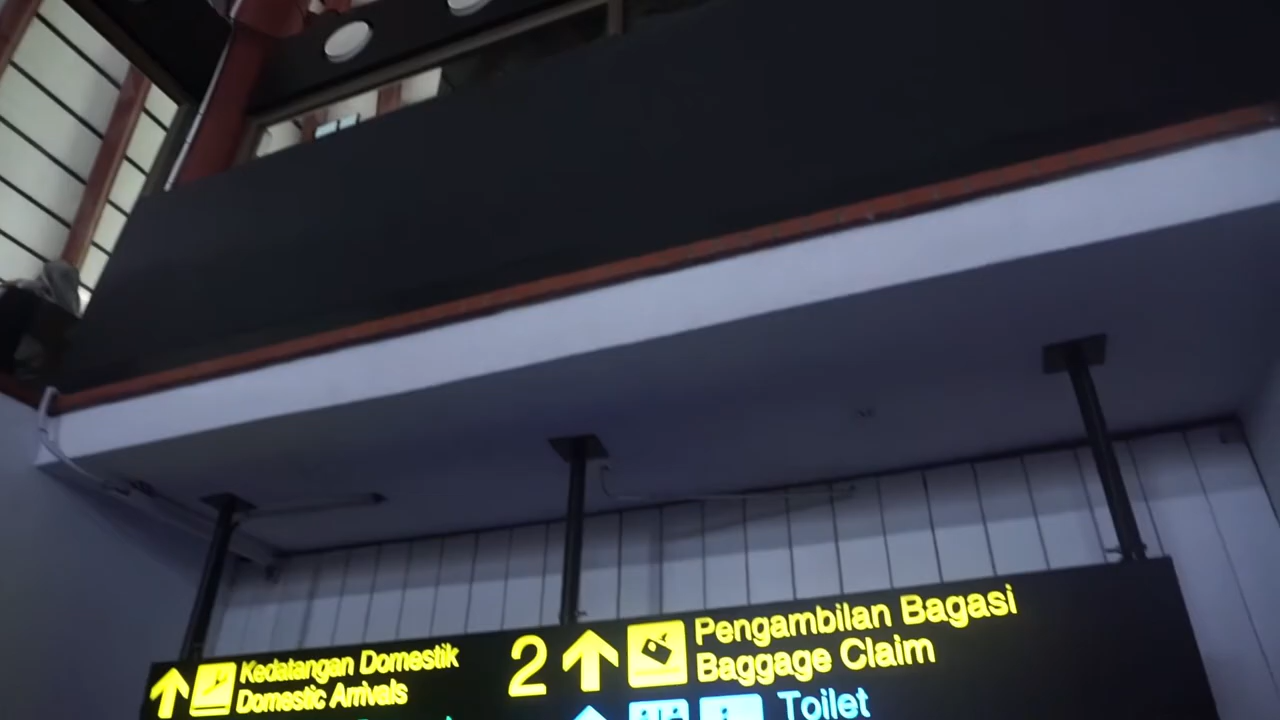 Kedatangan Domestik
Domestic Arrivals
2
Pengambilan Bagasi
Baggage Claim
Toilet